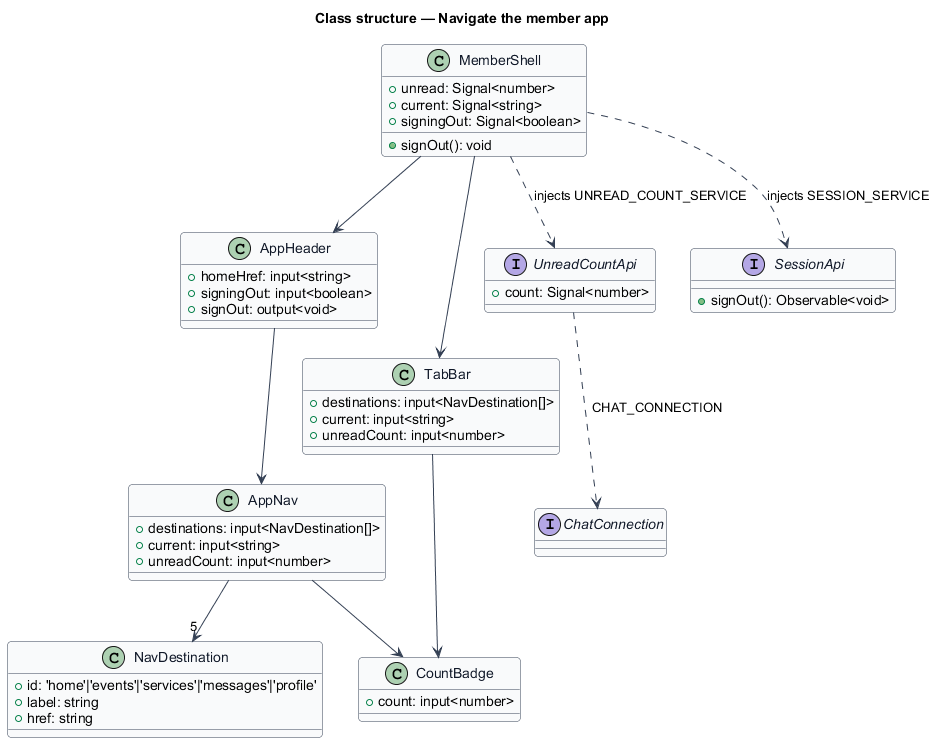 Class structure — Navigate the member app
C MemberShell
unread: Signal<number>
current: Signal<string>
signingOut: Signal<boolean>
signOut(): void
injects UNREAD_COUNT_SERVICE
injects SESSION_SERVICE
C AppHeader
homeHref: input<string>
signingOut: input<boolean>
signOut: output<void>
I UnreadCountApi
count: Signal<number>
I SessionApi
signOut(): Observable<void>
C TabBar
destinations: input<NavDestination[]>
current: input<string>
unreadCount: input<number>
CHAT_CONNECTION
C AppNav
destinations: input<NavDestination[]>
current: input<string>
unreadCount: input<number>
I ChatConnection
5
C NavDestination
id: 'home'|'events'|'services'|'messages'|'profile'
label: string
href: string
C CountBadge
count: input<number>